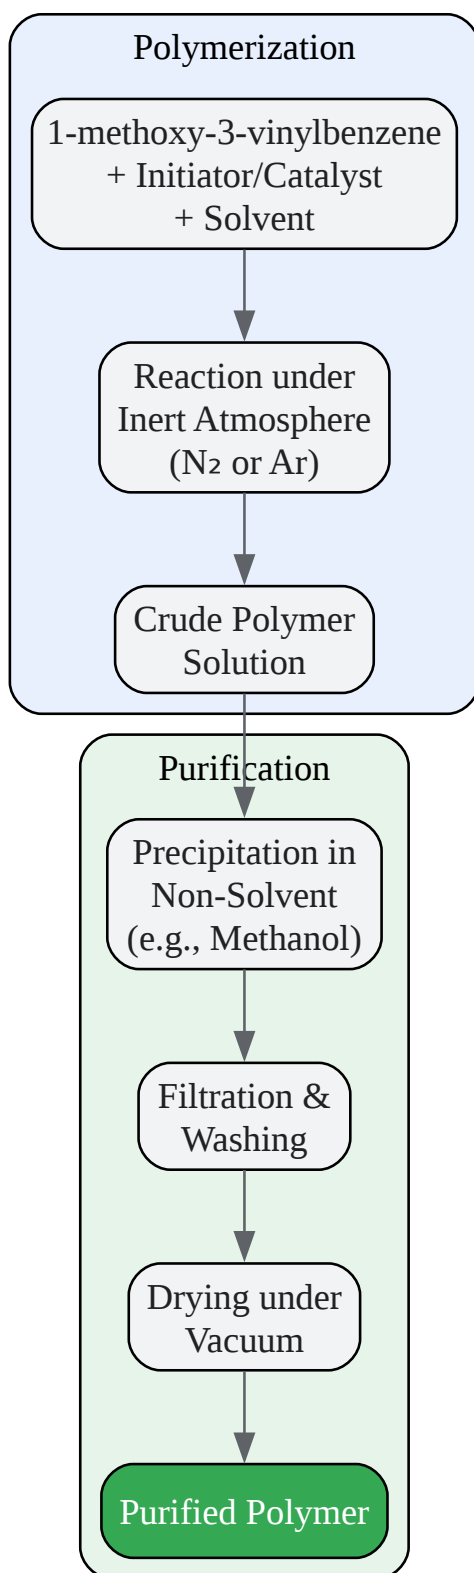 Polymerization
1-methoxy-3-vinylbenzene
+ Initiator/Catalyst
+ Solvent
Reaction under
Inert Atmosphere
(N₂ or Ar)
Crude Polymer
Solution
Purification
Precipitation in
Non-Solvent
(e.g., Methanol)
Filtration &
Washing
Drying under
Vacuum
Purified Polymer